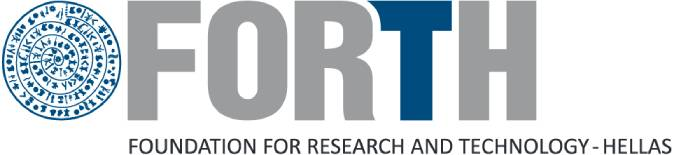 FORTH
FOUNDATION FOR RESEARCH AND TECHNOLOGY - HELLAS